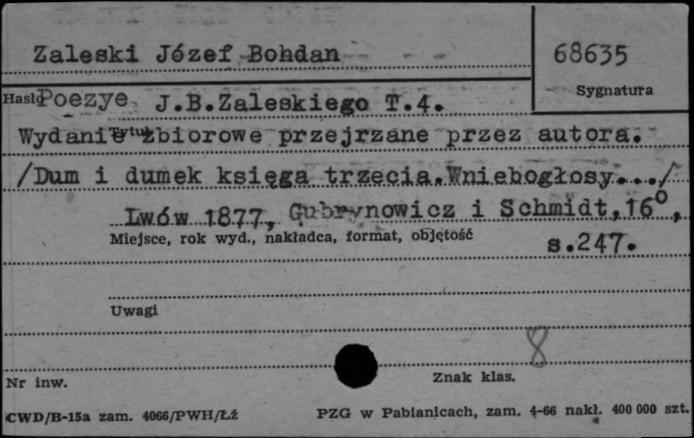 Zaleski Józef Bohdan
68635
Hasło
Sygnatura
Poezye J.B.Zaleskiego T.4.
Tytuł
Wydanie zbiorowe przejrzane przez autora.
/Dum i dumek księga trzecia.Wniebogłosy.../
Lwów 1877, Gubrynowicz i Schmidt,16°,
Miejsce, rok wyd., nakładca, format, objętość
s.247.
Uwagi
8
Nr inw.
Znak klas.
CWD/B-15a zam. 4066/PWH/Łź
PZG w Pabianicach, zam. 4-66 nakł. 400 000 szt.